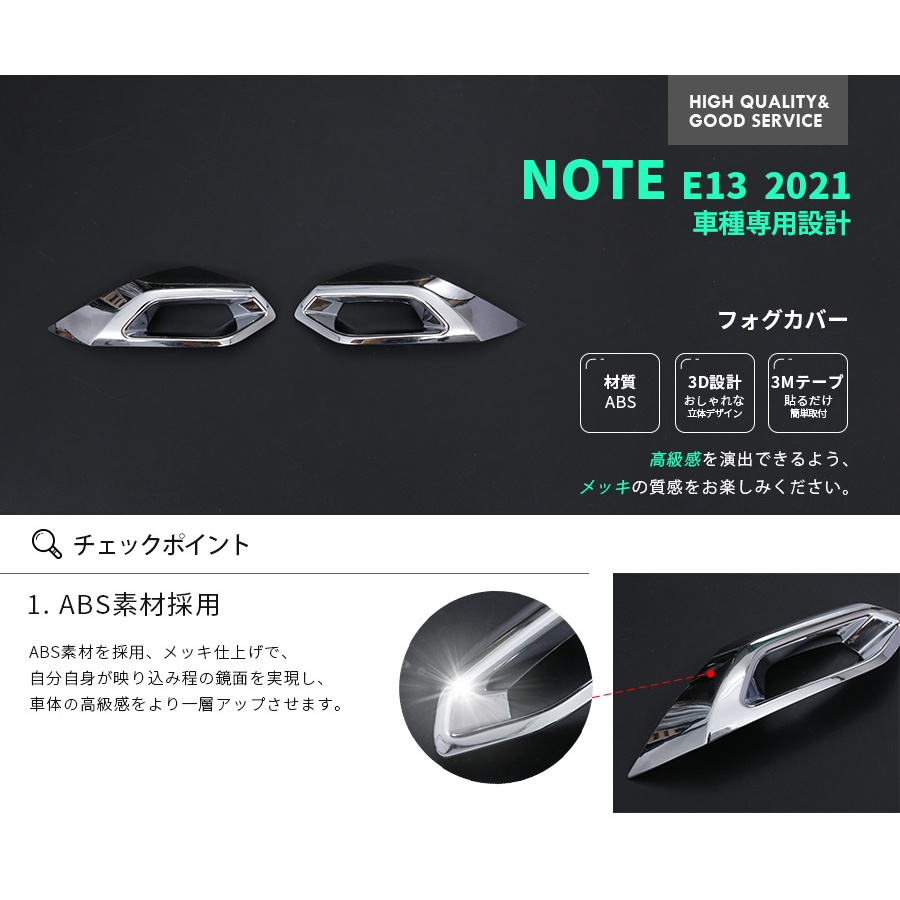 HIGH QUALITY&
GOOD SERVICE
NOTE E13 2021
車種専用設計
フォグカバー
材質
ABS
3D設計
おしゃれな
立体デザイン
3Mテープ
貼るだけ
簡単取付
高級感を演出できるよう、
メッキの質感をお楽しみください。
チェックポイント
1. ABS素材採用
ABS素材を採用、メッキ仕上げで、
自分自身が映り込み程の鏡面を実現し、
車体の高級感をより一層アップさせます。